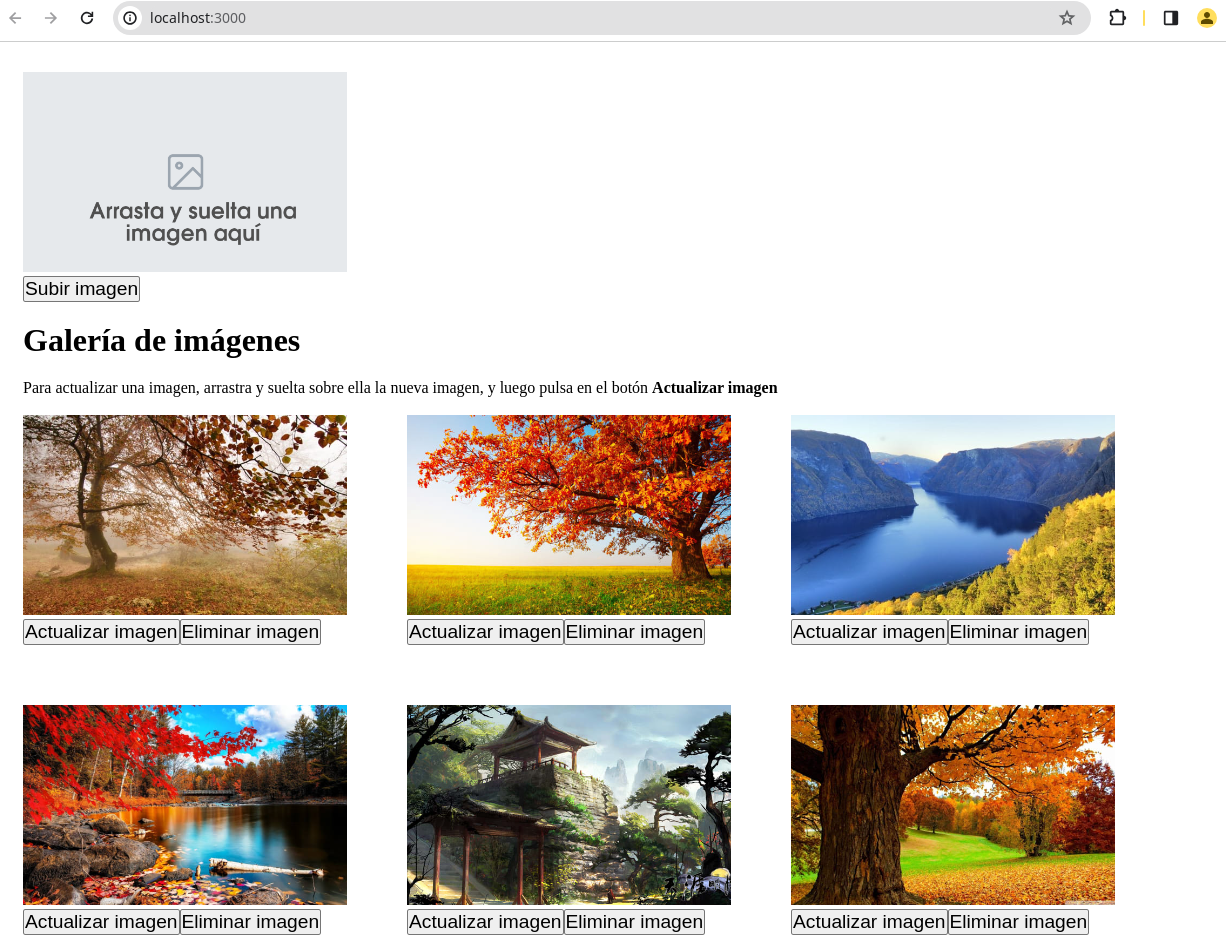 localhost:3000
Arrasta y suelta una
imagen aquí
Subir imagen
Galería de imágenes
Para actualizar una imagen, arrastra y suelta sobre ella la nueva imagen, y luego pulsa en el botón Actualizar imagen
Actualizar imagen Eliminar imagen
Actualizar imagen Eliminar imagen
Actualizar imagen Eliminar imagen
Actualizar imagen Eliminar imagen
Actualizar imagen Eliminar imagen
Actualizar imagen Eliminar imagen